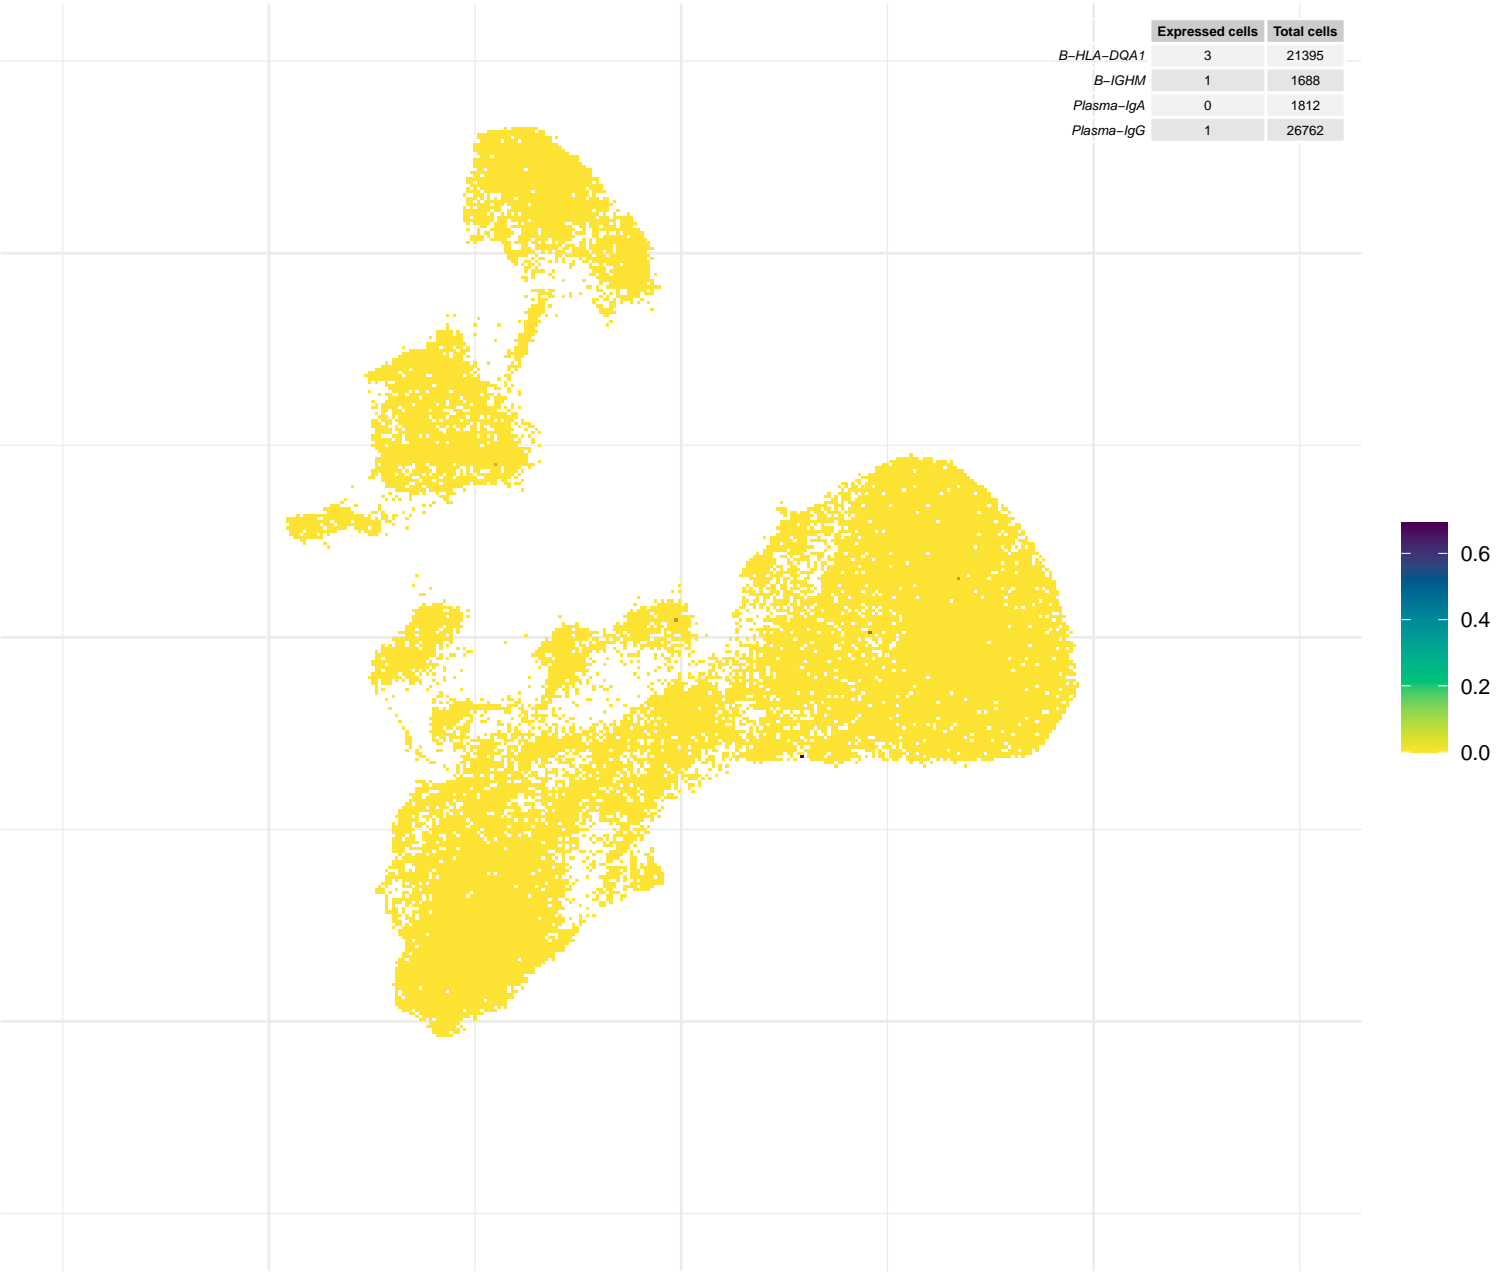 Expressed cells Total cells
B−HLA−DQA1 3 21395
B−IGHM 1 1688
Plasma−IgA 0 1812
Plasma−IgG 1 26762
0.6
0.4
0.2
0.0